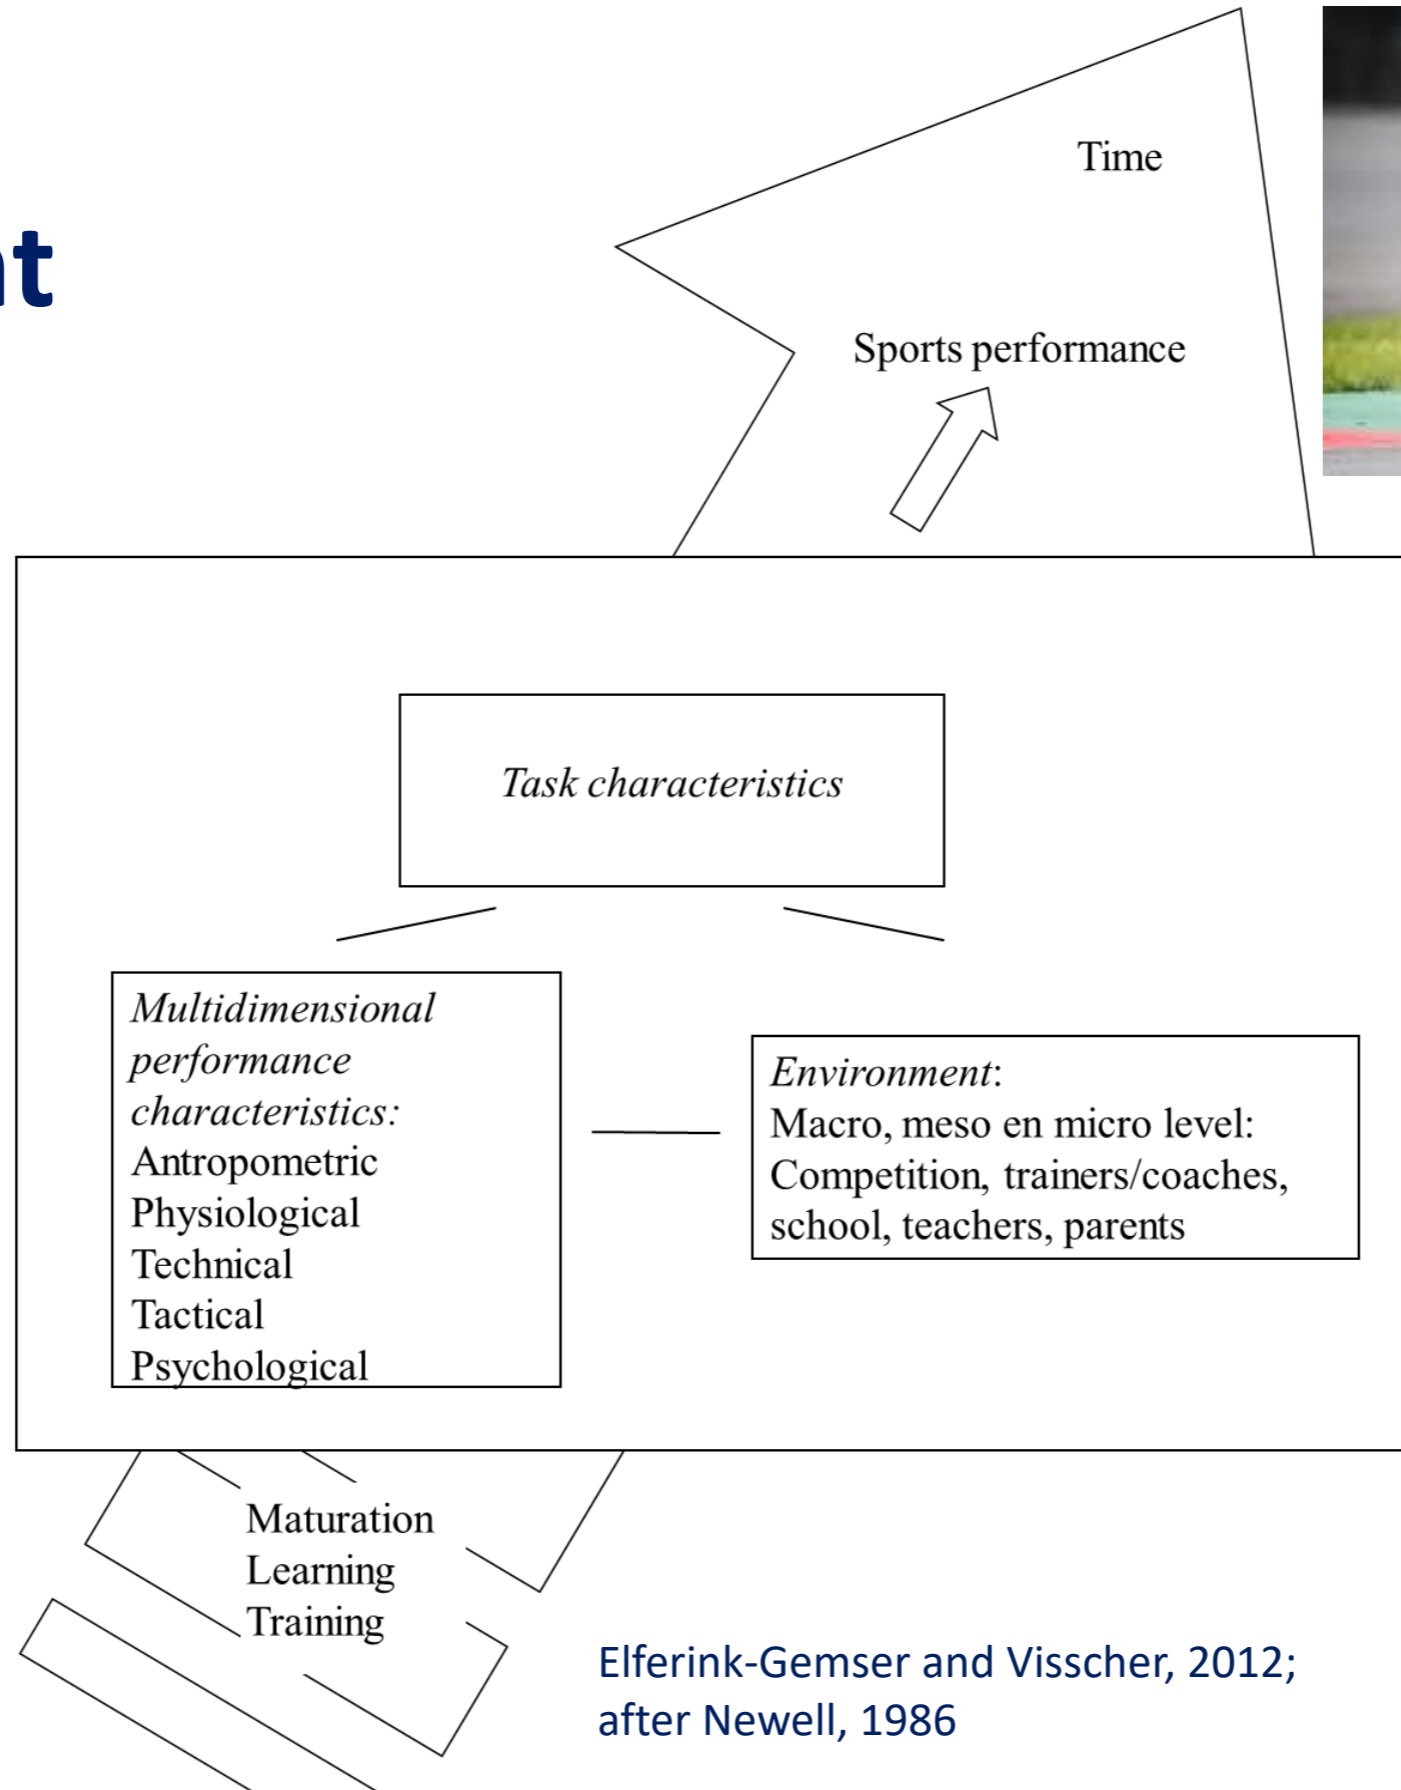 Time
Sports performance
Task characteristics
Multidimensional
performance
characteristics:
Antropometric
Physiological
Technical
Tactical
Psychological
Environment:
Macro, meso en micro level:
Competition, trainers/coaches,
school, teachers, parents
Maturation
Learning
Training
Elferink-Gemser and Visscher, 2012;
after Newell, 1986